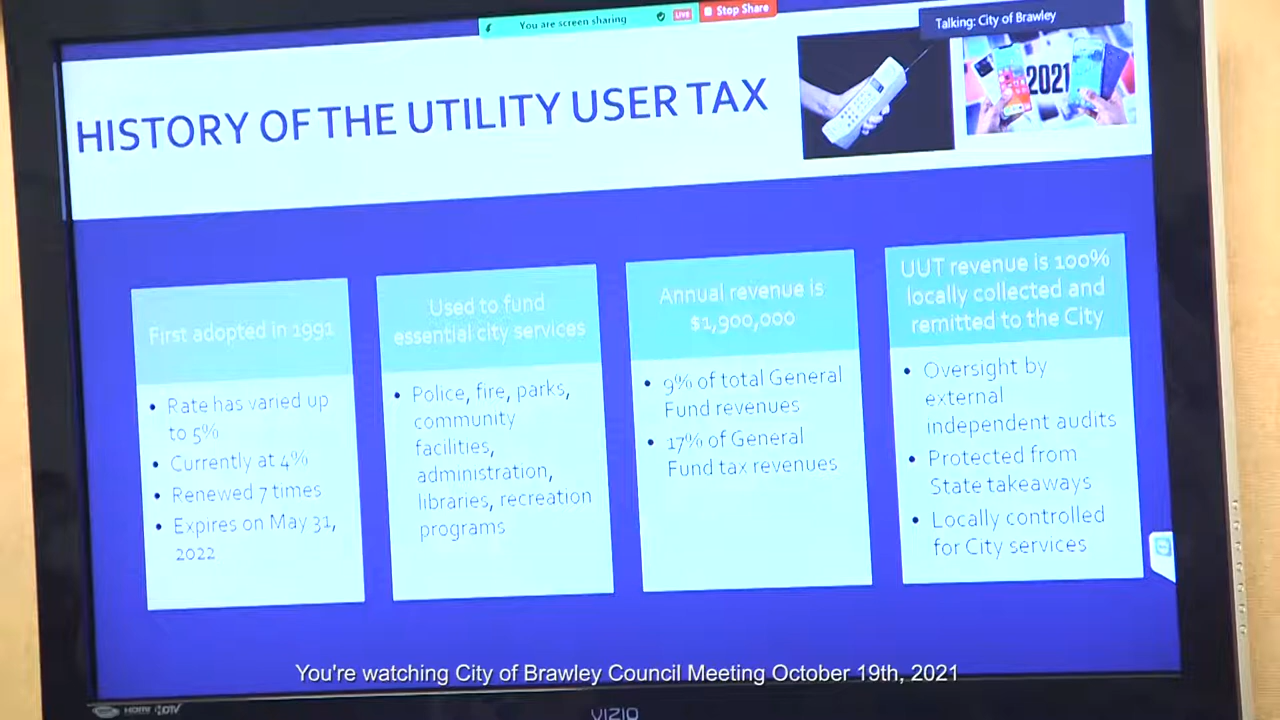 You are screen sharing
LIVE
Stop Share
Talking: City of Brawley
HISTORY OF THE UTILITY USER TAX
2021
First adopted in 1991
• Rate has varied up
to 5%
• Currently at 4%
• Renewed 7 times
• Expires on May 31,
2022
Used to fund
essential city services
• Police, fire, parks,
community
facilities,
administration,
libraries, recreation
programs
Annual revenue is
$1,900,000
• 9% of total General
Fund revenues
• 17% of General
Fund tax revenues
UUT revenue is 100%
locally collected and
remitted to the City
• Oversight by
external
independent audits
• Protected from
State takeaways
• Locally controlled
for City services
You're watching City of Brawley Council Meeting October 19th, 2021
HDMI HDTV
VIZIO